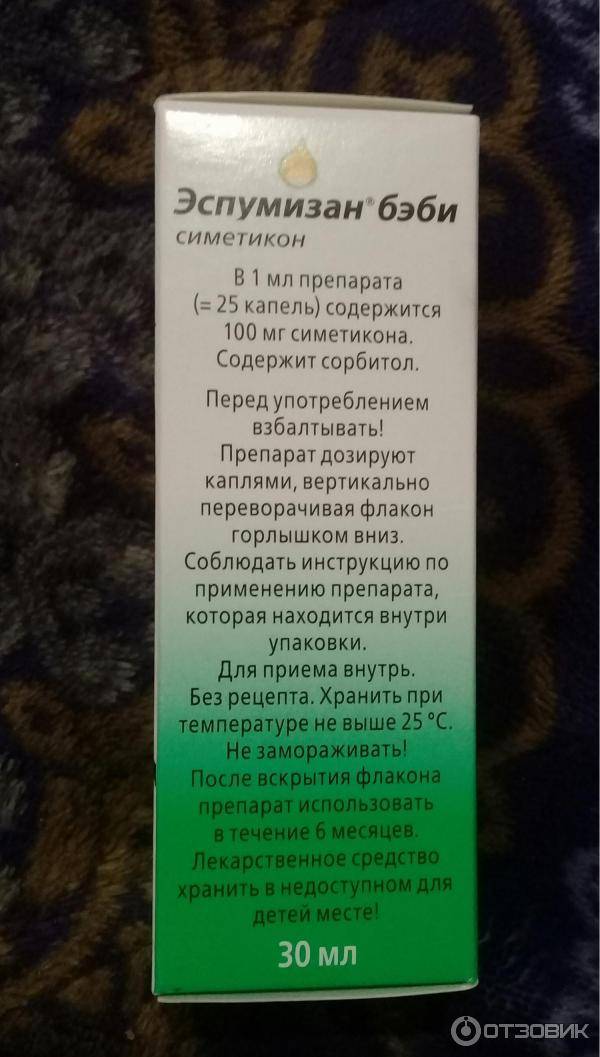 Эспумизан® бэби
симетикон
В 1 мл препарата
(= 25 капель) содержится
100 мг симетикона.
Содержит сорбитол.
Перед употреблением
взбалтывать!
Препарат дозируют
каплями, вертикально
переворачивая флакон
горлышком вниз.
Соблюдать инструкцию по
применению препарата,
которая находится внутри
упаковки.
Для приема внутрь.
Без рецепта. Хранить при
температуре не выше 25 °C.
Не замораживать!
После вскрытия флакона
препарат использовать
в течение 6 месяцев.
Лекарственное средство
хранить в недоступном для
детей месте!
30 мл
ОТЗОВИК